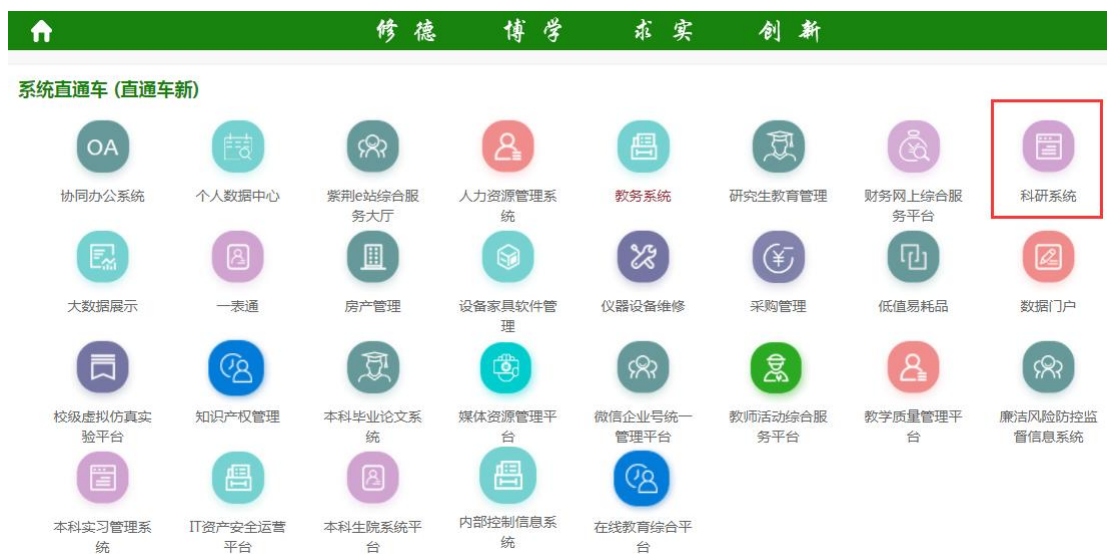 修德 博学 求实 创新
系统直通车 (直通车新)
OA
协同办公系统 个人数据中心 紫荆e站综合服 人力资源管理系 教务系统 研究生教育管理 财务网上综合服 科研系统
务大厅 统 务平台
大数据展示 一表通 房产管理 设备家具软件管 仪器设备维修 采购管理 低值易耗品 数据门户
理
校级虚拟仿真实 知识产权管理 本科毕业论文系 媒体资源管理平 微信企业号统一 教师活动综合服 教学质量管理平 廉洁风险防控监
验平台 统 台 管理平台 务平台 台 督信息系统
本科实习管理系 IT资产安全运营 本科生院系统平 内部控制信息系 在线教育综合平
统 平台 台 统 台